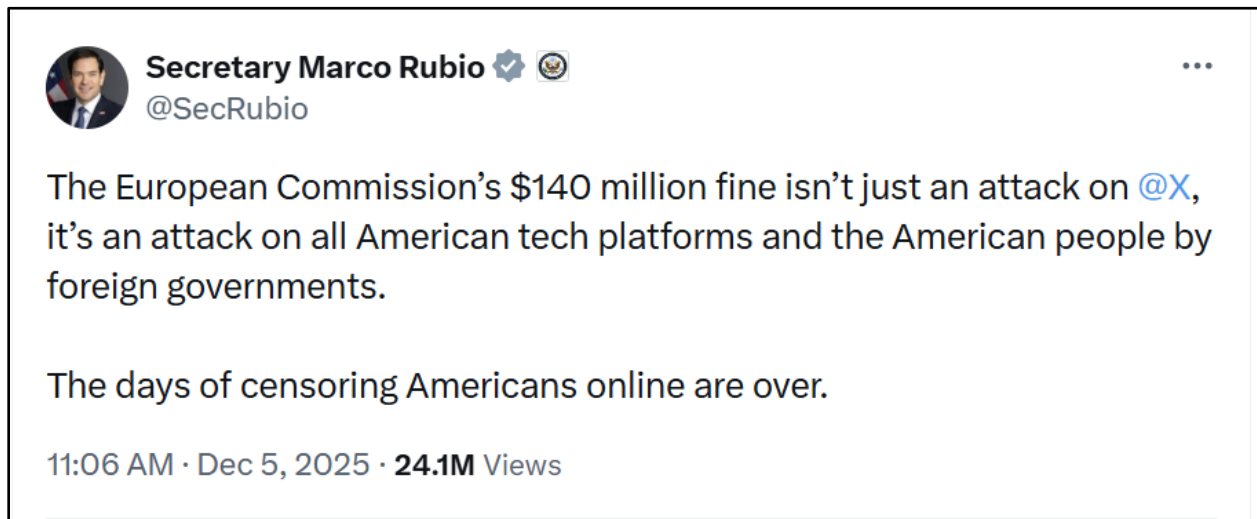 Secretary Marco Rubio
@SecRubio
The European Commission’s $140 million fine isn’t just an attack on @X,
it’s an attack on all American tech platforms and the American people by
foreign governments.
The days of censoring Americans online are over.
11:06 AM · Dec 5, 2025 · 24.1M Views